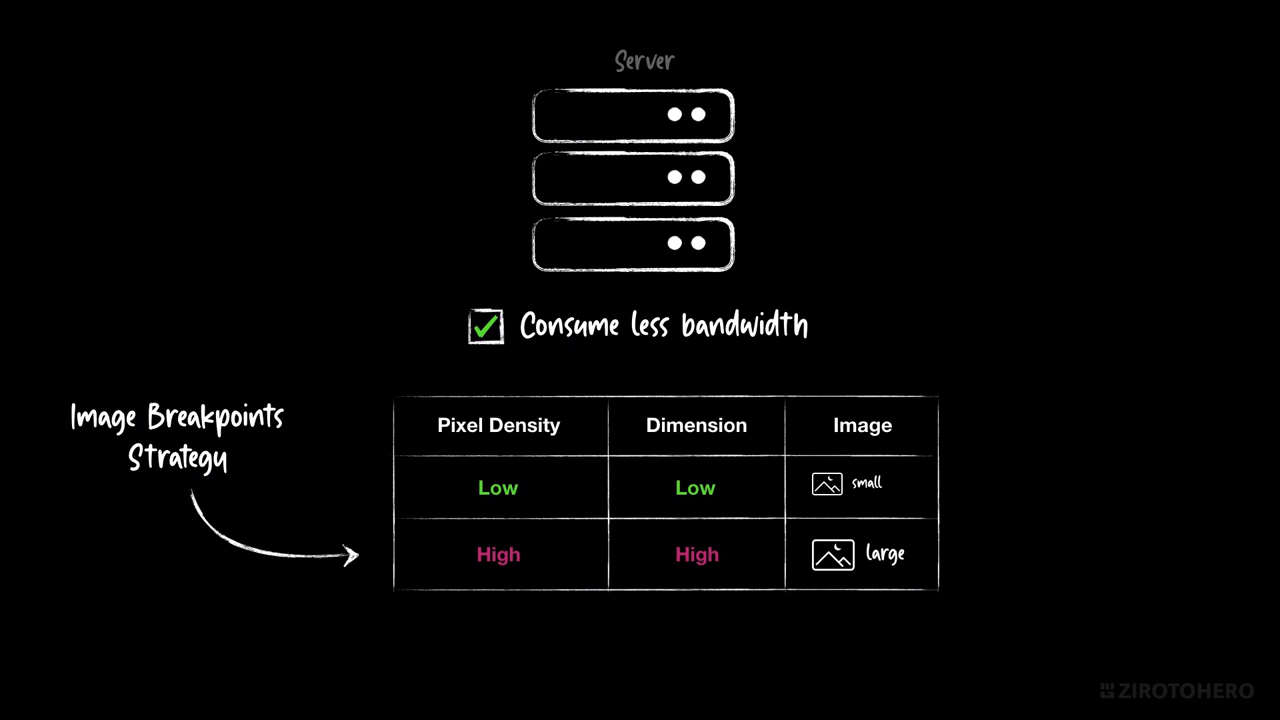 Server
Consume less bandwidth
Image Breakpoints
Strategy
Pixel Density Dimension Image
Low Low small
High High large
ZIROTOHERO